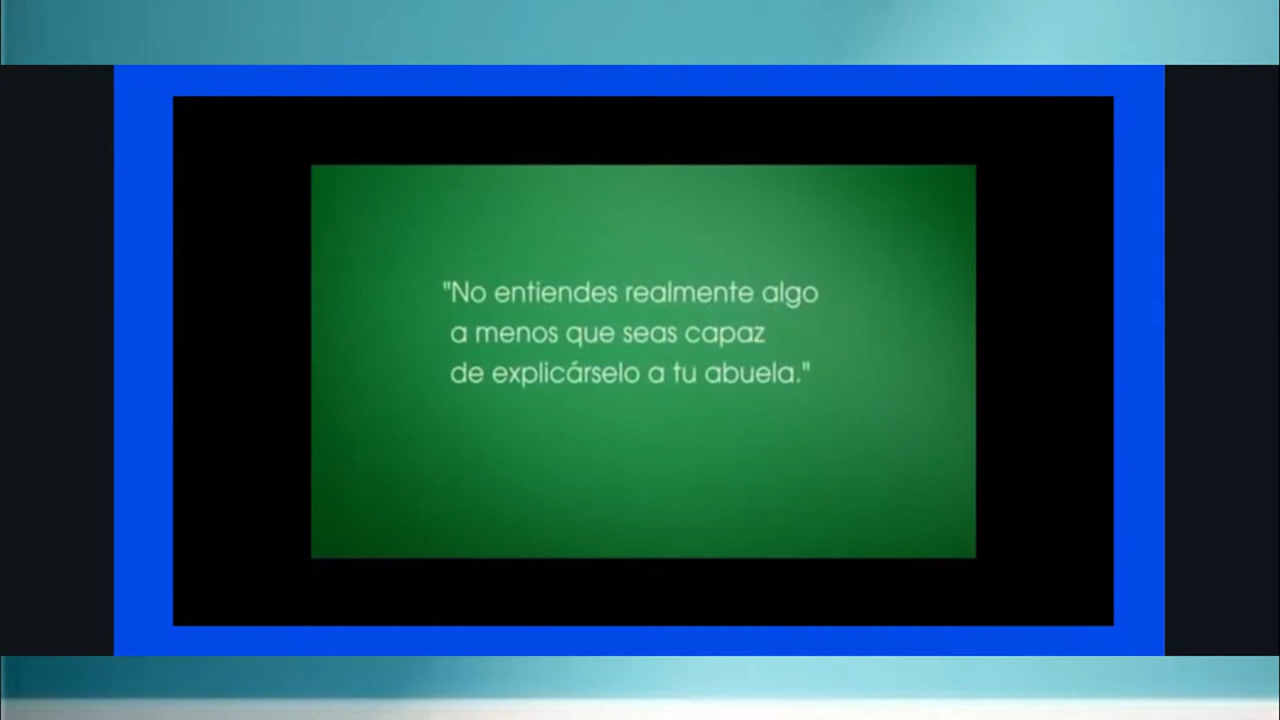 "No entiendes realmente algo
a menos que seas capaz
de explicárselo a tu abuela."